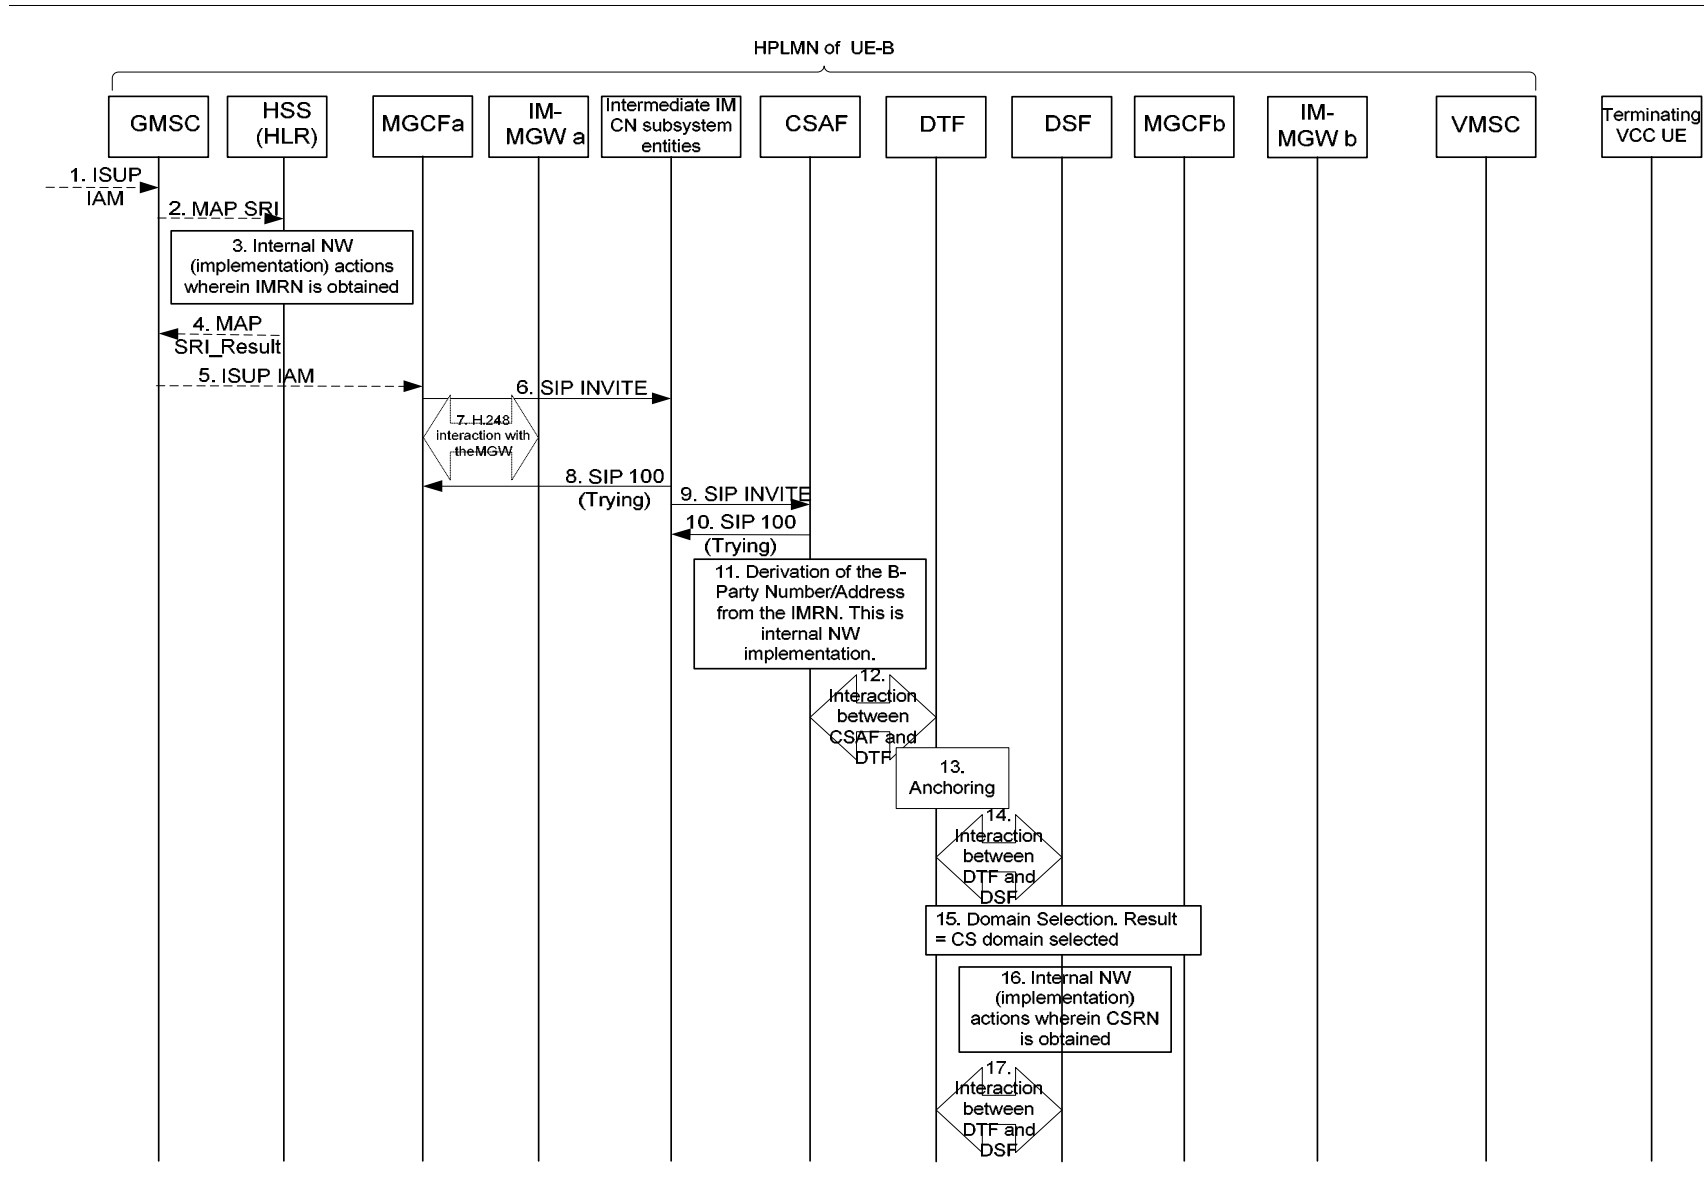 HPLMN of UE-B
GMSC
HSS
(HLR)
MGCFa
IM-
MGW a
Intermediate IM
CN subsystem
entities
CSAF
DTF
DSF
MGCFb
IM-
MGW b
VMSC
Terminating
VCC UE
1. ISUP
IAM
2. MAP SRI
3. Internal NW
(implementation) actions
wherein IMRN is obtained
4. MAP
SRI_Result
5. ISUP IAM
6. SIP INVITE
7. H.248
interaction with
theMGW
8. SIP 100
(Trying)
9. SIP INVITE
10. SIP 100
(Trying)
11. Derivation of the B-
Party Number/Address
from the IMRN. This is
internal NW
implementation.
12.
Interaction
between
CSAF and
DTF
13.
Anchoring
14.
Interaction
between
DTF and
DSF
15. Domain Selection. Result
= CS domain selected
16. Internal NW
(implementation)
actions wherein CSRN
is obtained
17.
Interaction
between
DTF and
DSF